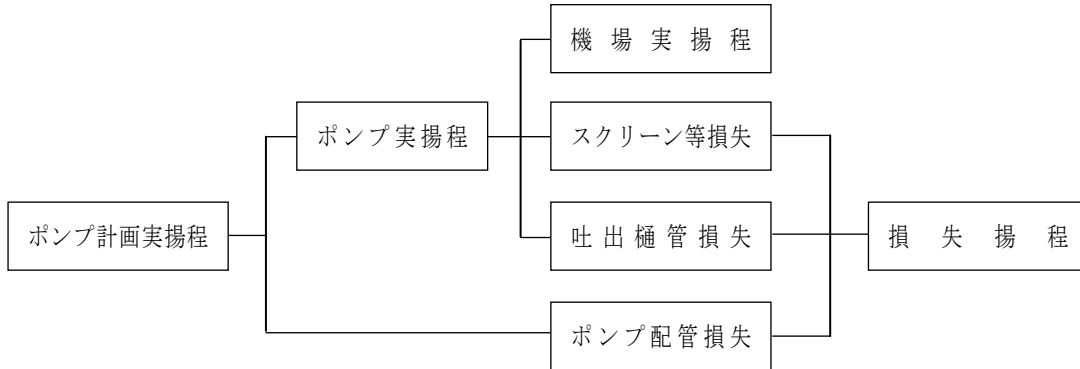 機場実揚程
ポンプ実揚程
スクリーン等損失
ポンプ計画実揚程
吐出樋管損失
損失揚程
ポンプ配管損失